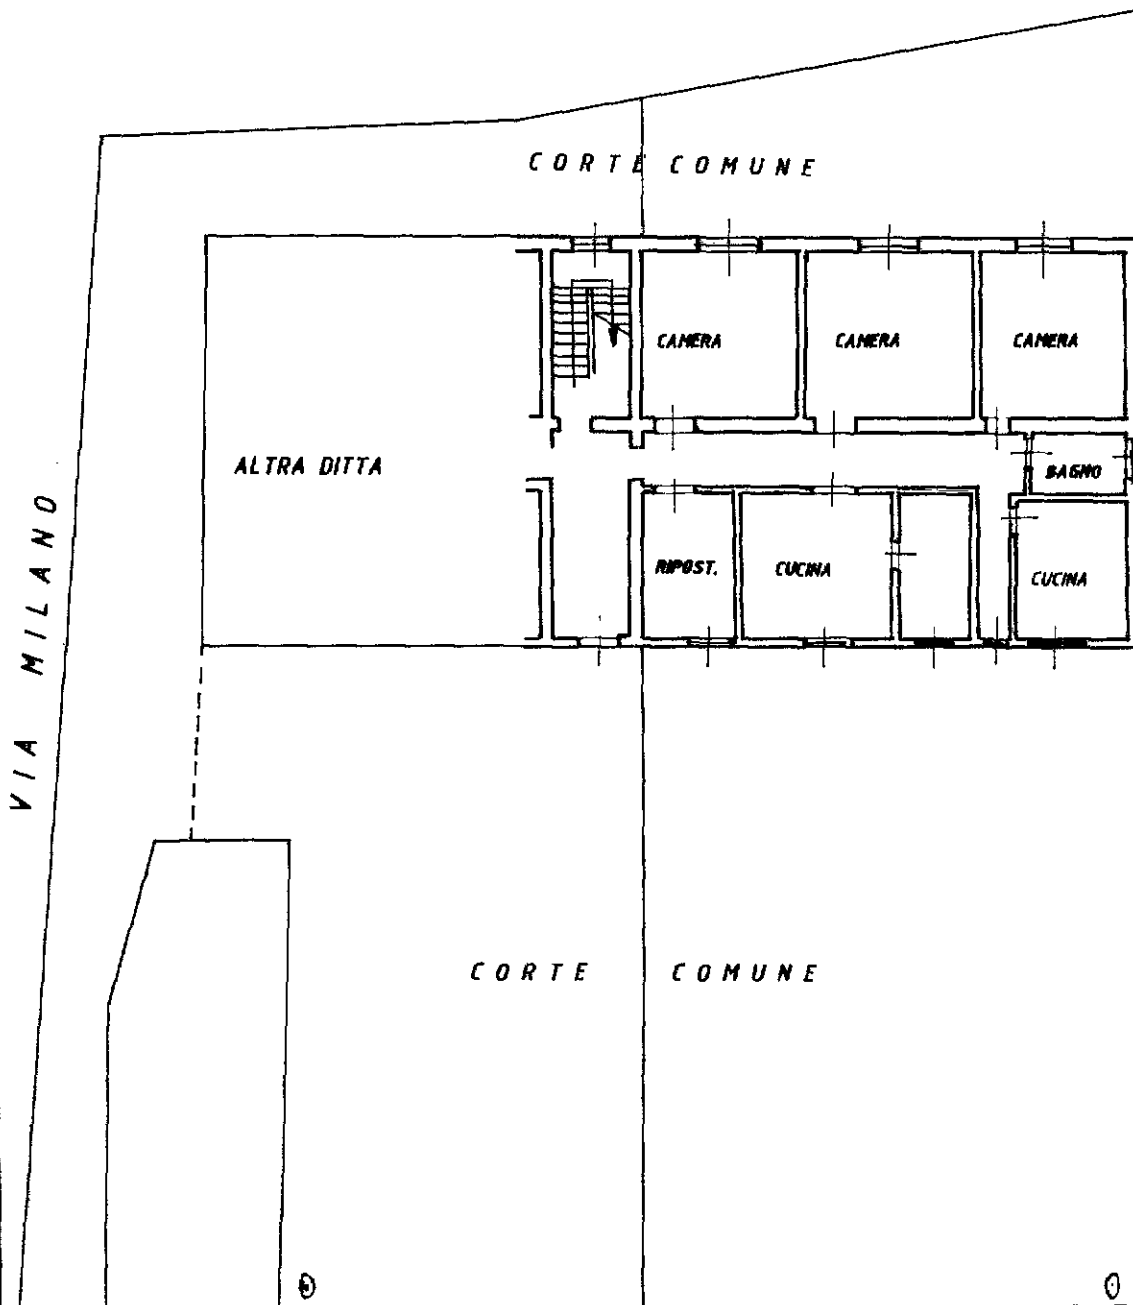 CORTE COMUNE
CAMERA
CAMERA
CAMERA
ALTRA DITTA
BAGNO
VIA MILANO
RIPOST.
CUCINA
CUCINA
CORTE COMUNE